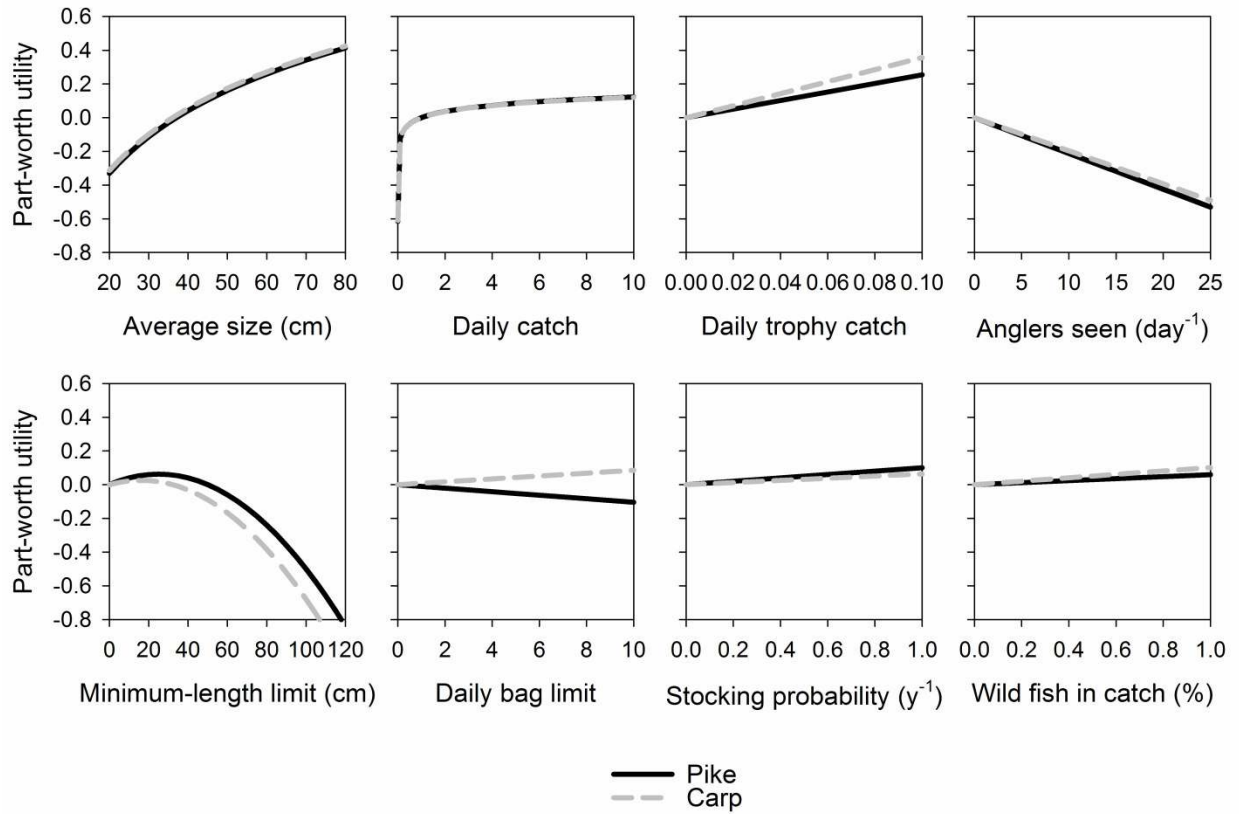 Part-worth utility
0.6
0.4
0.2
0.0
-0.2
-0.4
-0.6
-0.8
20 30 40 50 60 70 80
0 2 4 6 8 10
0.00 0.02 0.04 0.06 0.08 0.10
0 5 10 15 20 25
Average size (cm)
Daily catch
Daily trophy catch
Anglers seen (day⁻¹)
Part-worth utility
0.6
0.4
0.2
0.0
-0.2
-0.4
-0.6
-0.8
0 20 40 60 80 100 120
0 2 4 6 8 10
0.0 0.2 0.4 0.6 0.8 1.0
0.0 0.2 0.4 0.6 0.8 1.0
Minimum-length limit (cm)
Daily bag limit
Stocking probability (y⁻¹)
Wild fish in catch (%)
Pike
Carp